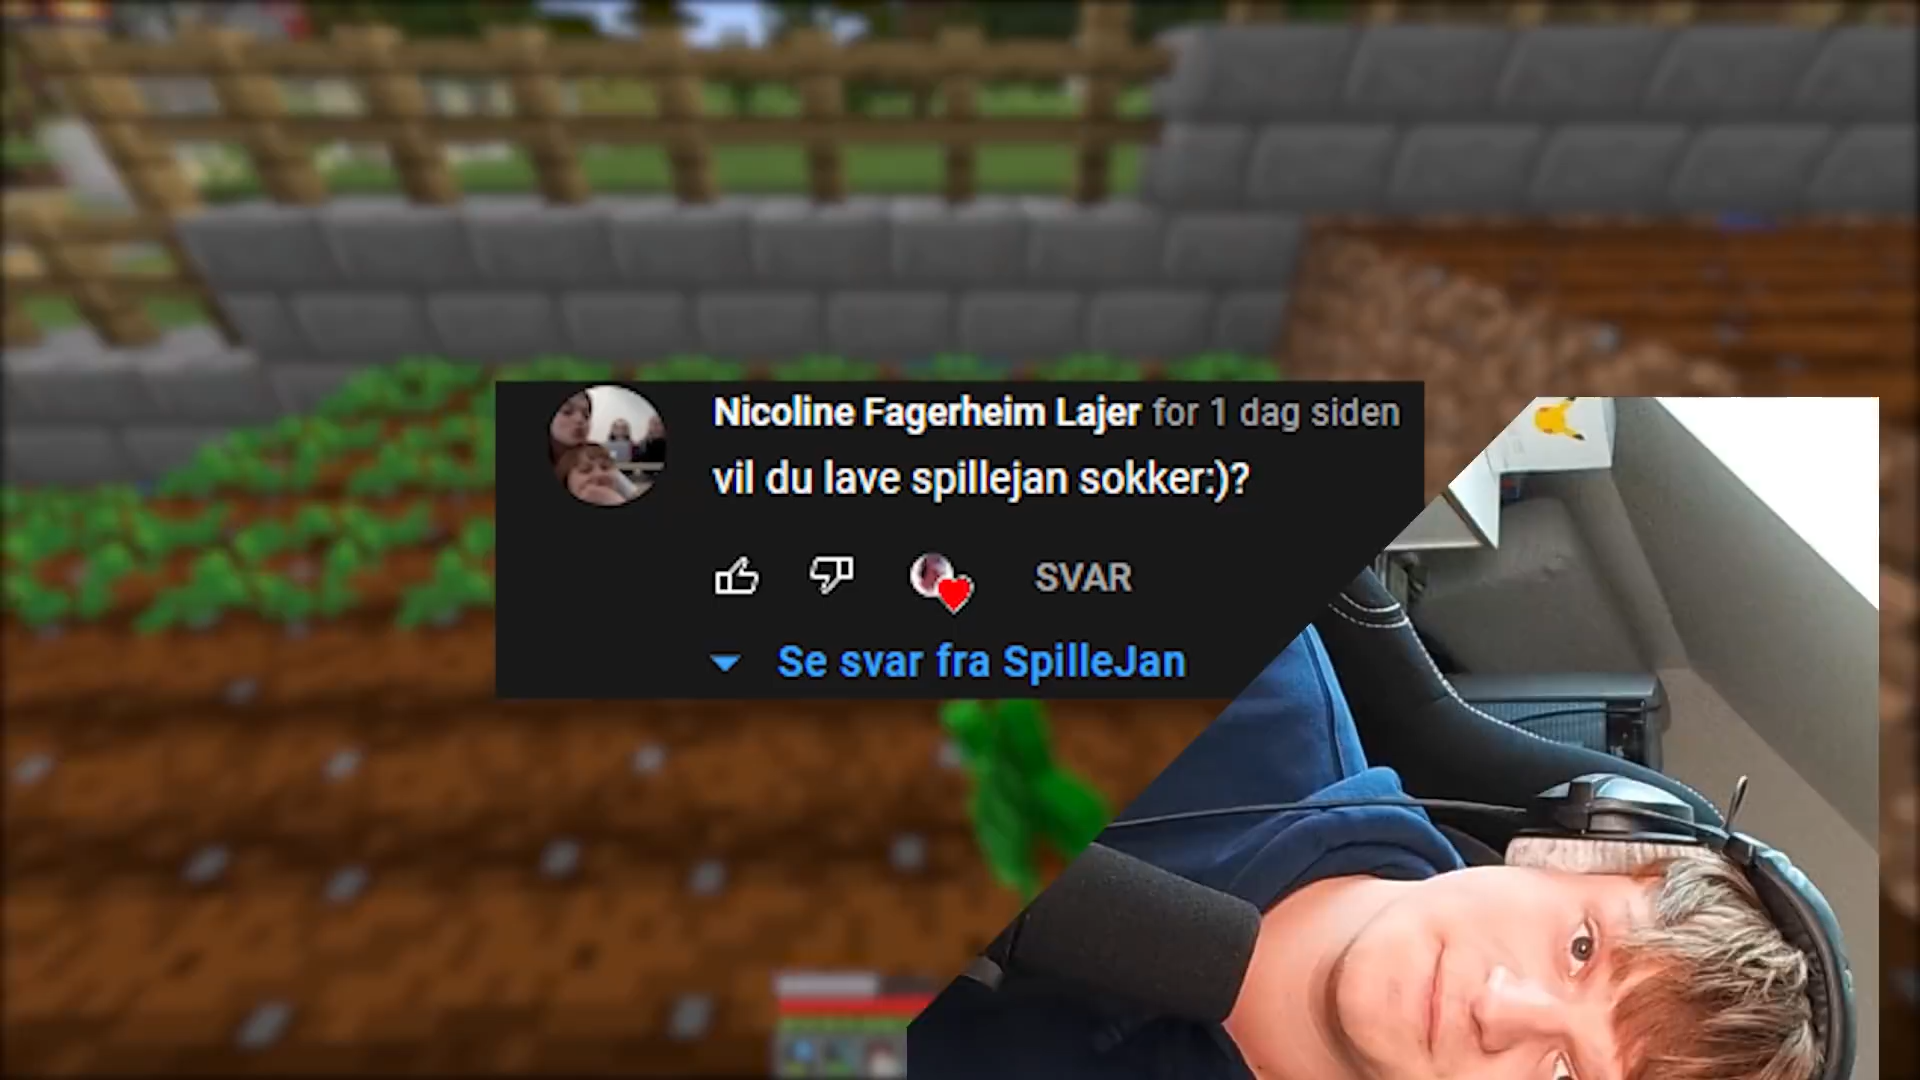 Nicoline Fagerheim Lajer for 1 dag siden
vil du lave spillejan sokker:)?
SVAR
Se svar fra SpilleJan